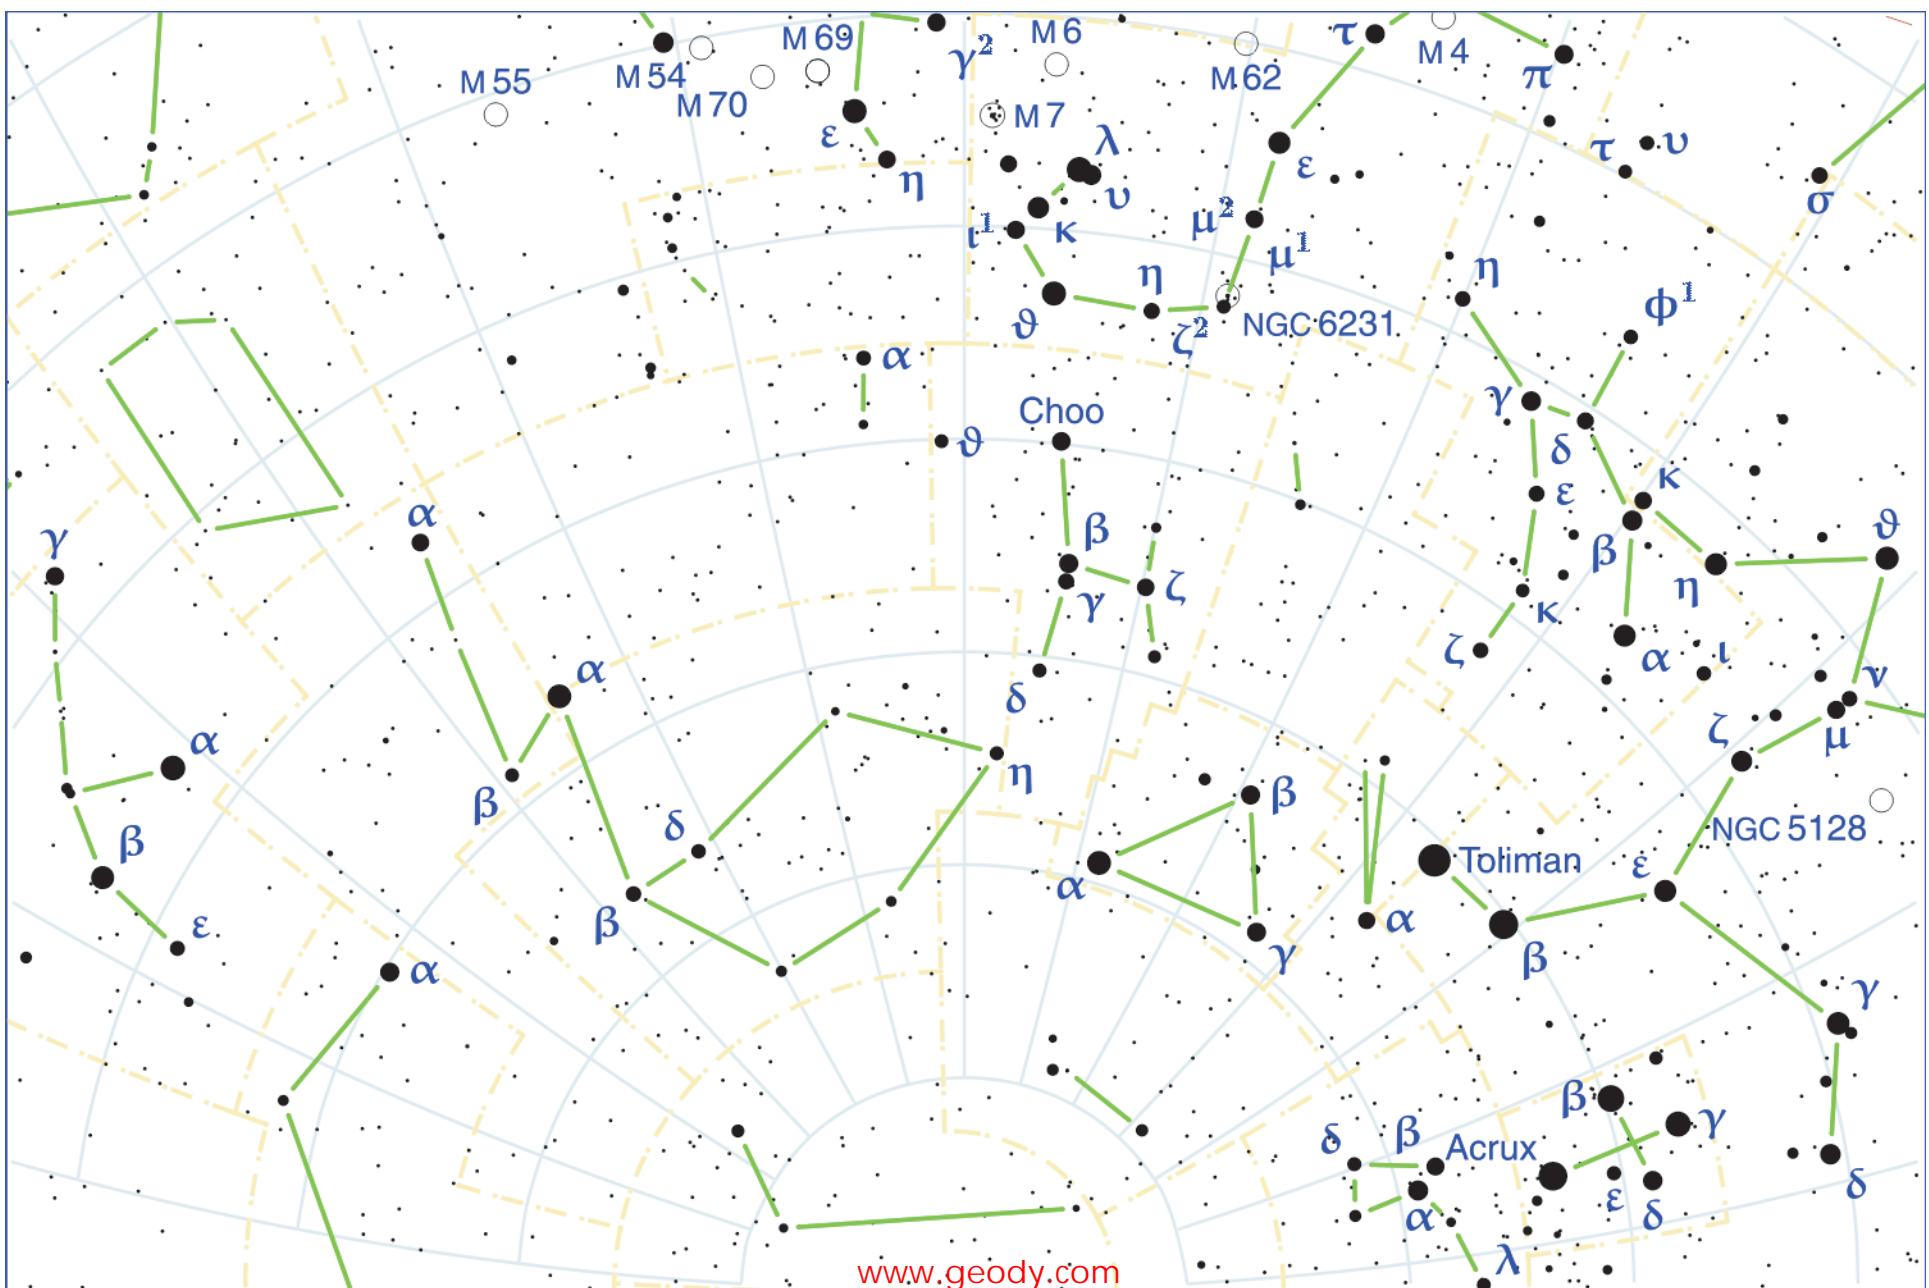 τ
M 4
M 6
M 69
γ²
M 62
π
M 55
M 54
M 70
M 7
ε
λ
η
υ
ε
τ
υ
σ
μ²
ι¹
κ
μ¹
η
η
ϑ
ζ²
NGC 6231
φ¹
α
Choo
γ
ϑ
δ
κ
ε
α
γ
β
β
ϑ
ζ
γ
κ
η
ζ
α
ι
α
δ
ν
α
ζ
μ
η
β
β
δ
NGC 5128
β
Toliman
ε
α
α
β
ε
γ
β
α
γ
β
γ
δ
β
Acrux
δ
ε
δ
α
λ
www.geody.com